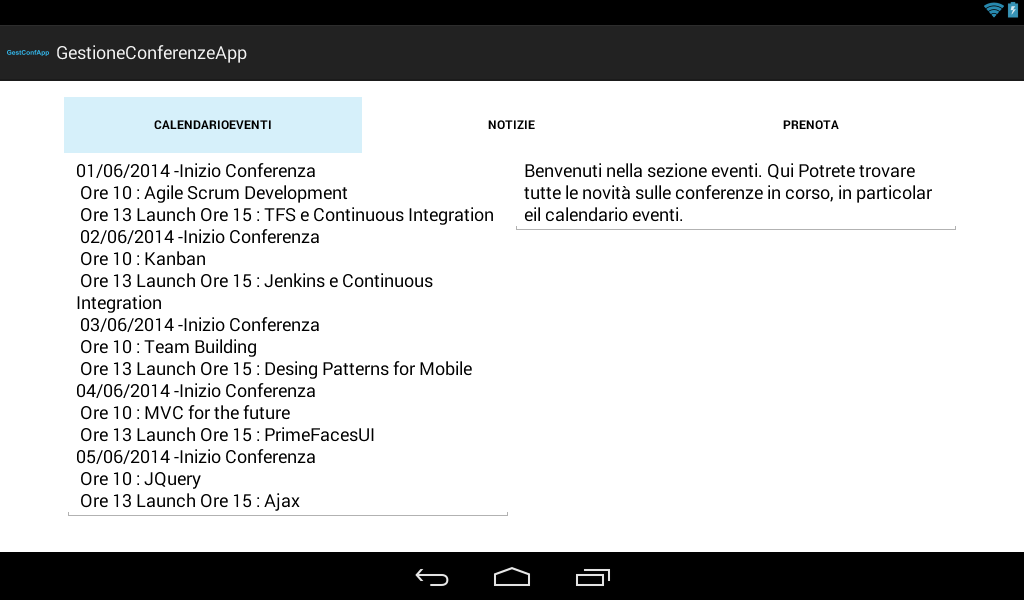 GestConfApp GestioneConferenzeApp
CALENDARIOEVENTI
NOTIZIE
PRENOTA
01/06/2014 -Inizio Conferenza
Ore 10 : Agile Scrum Development
Ore 13 Launch Ore 15 : TFS e Continuous Integration
02/06/2014 -Inizio Conferenza
Ore 10 : Kanban
Ore 13 Launch Ore 15 : Jenkins e Continuous
Integration
03/06/2014 -Inizio Conferenza
Ore 10 : Team Building
Ore 13 Launch Ore 15 : Desing Patterns for Mobile
04/06/2014 -Inizio Conferenza
Ore 10 : MVC for the future
Ore 13 Launch Ore 15 : PrimeFacesUI
05/06/2014 -Inizio Conferenza
Ore 10 : JQuery
Ore 13 Launch Ore 15 : Ajax
Benvenuti nella sezione eventi. Qui Potrete trovare
tutte le novità sulle conferenze in corso, in particolar
eil calendario eventi.